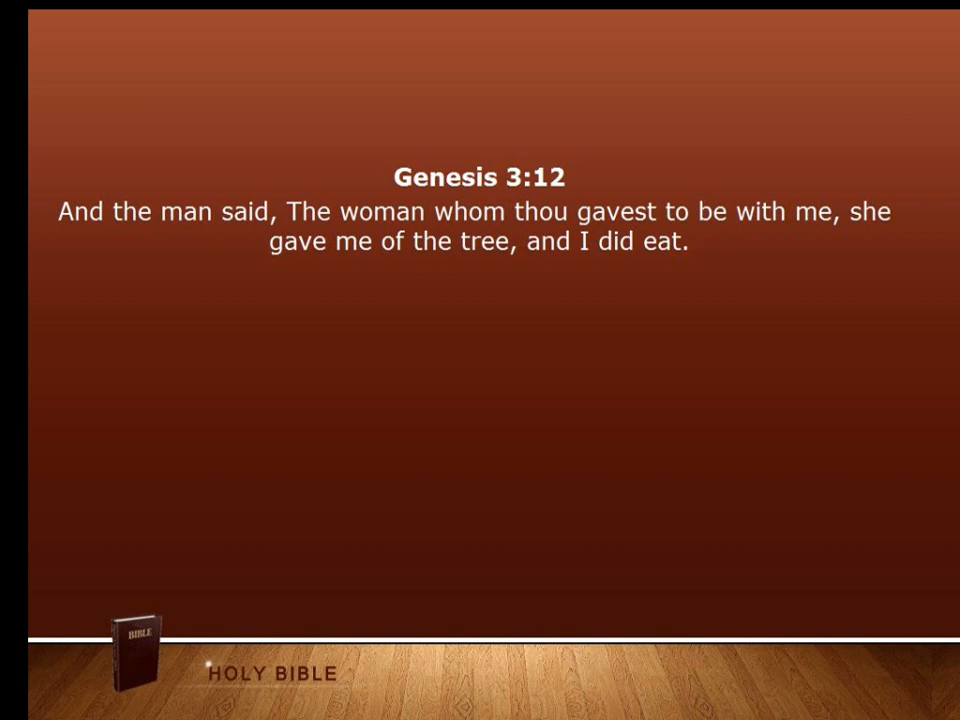 Genesis 3:12
And the man said, The woman whom thou gavest to be with me, she
gave me of the tree, and I did eat.
BIBLE
HOLY BIBLE